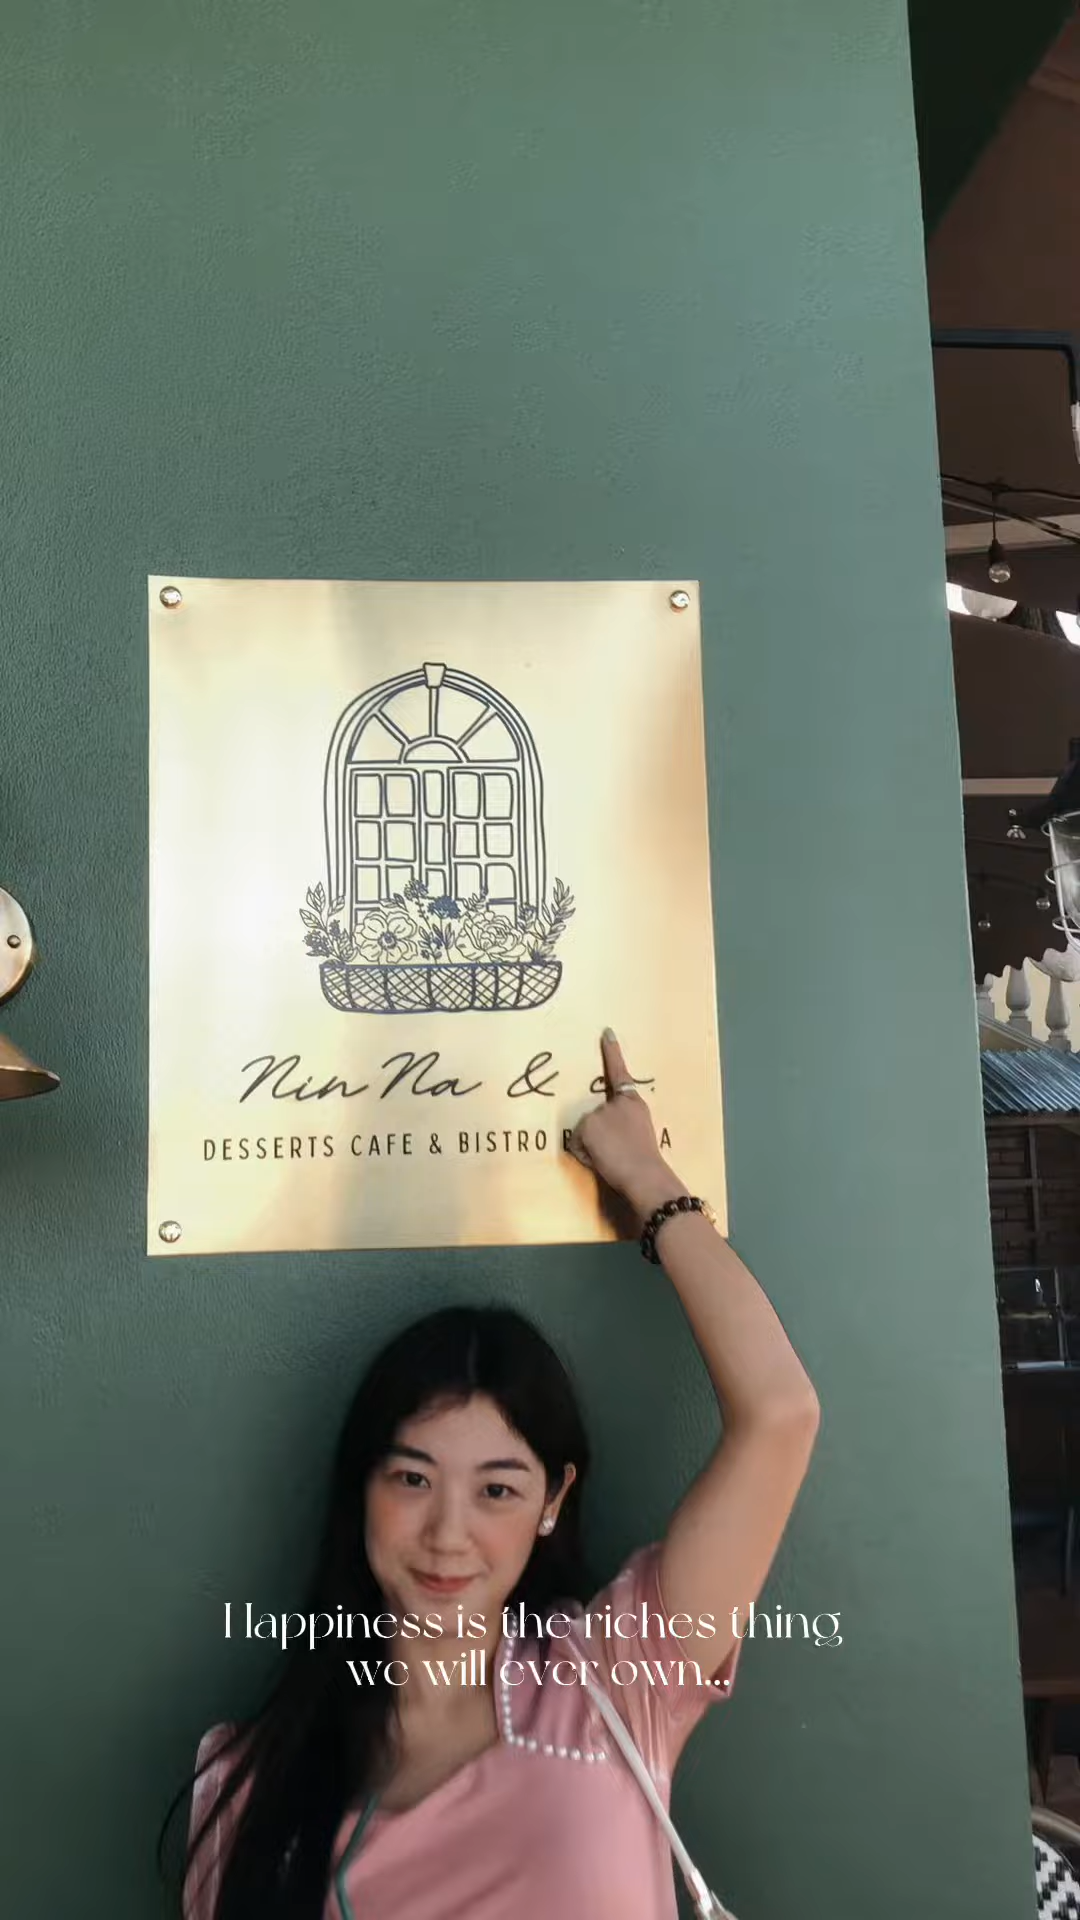 Nin Na & co.
DESSERTS CAFE & BISTRO
Happiness is the riches thing
we will ever own...